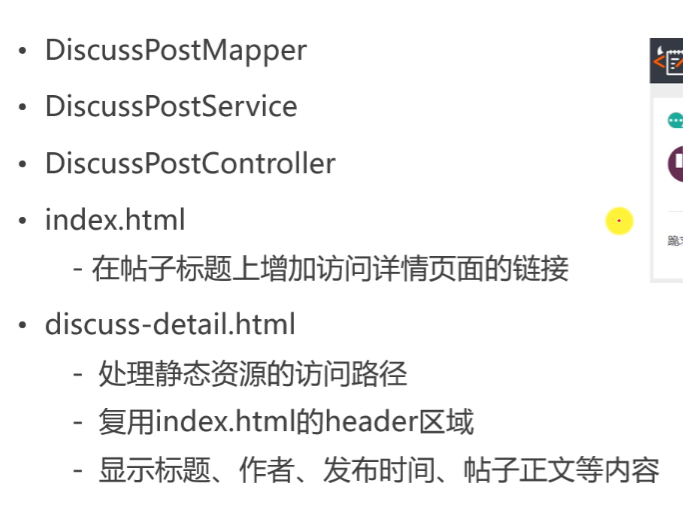 • DiscussPostMapper
• DiscussPostService
• DiscussPostController
• index.html
- 在帖子标题上增加访问详情页面的链接
• discuss-detail.html
- 处理静态资源的访问路径
- 复用index.html的header区域
- 显示标题、作者、发布时间、帖子正文等内容